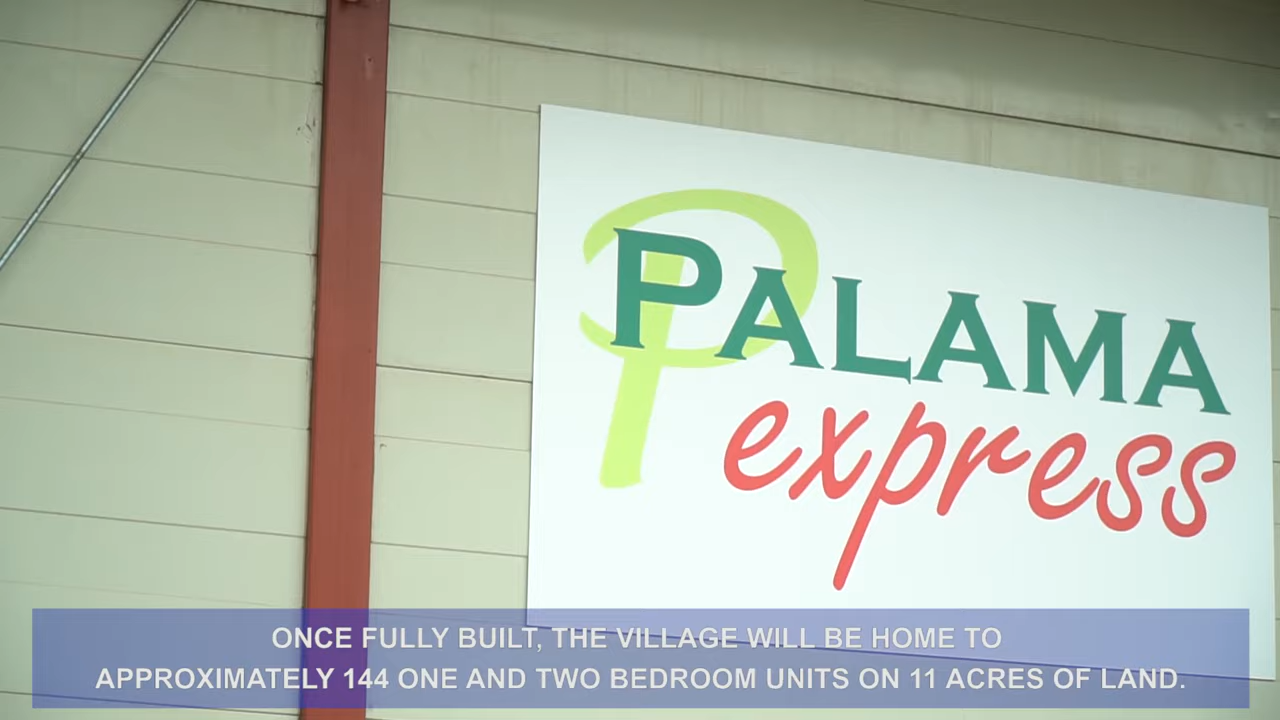 PALAMA
express
ONCE FULLY BUILT, THE VILLAGE WILL BE HOME TO
APPROXIMATELY 144 ONE AND TWO BEDROOM UNITS ON 11 ACRES OF LAND.